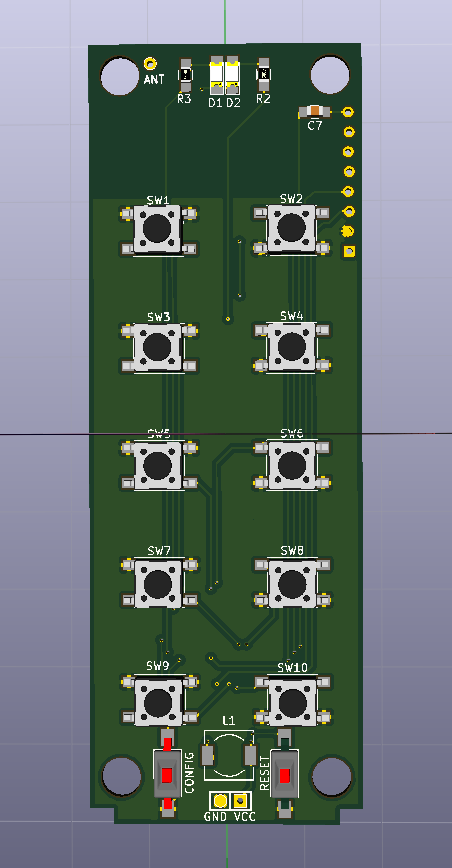 ANT
R3
D1 D2
R2
C7
SW1
SW2
SW3
SW4
SW5
SW6
SW7
SW8
SW9
SW10
L1
CONFIG
RESET
GND VCC